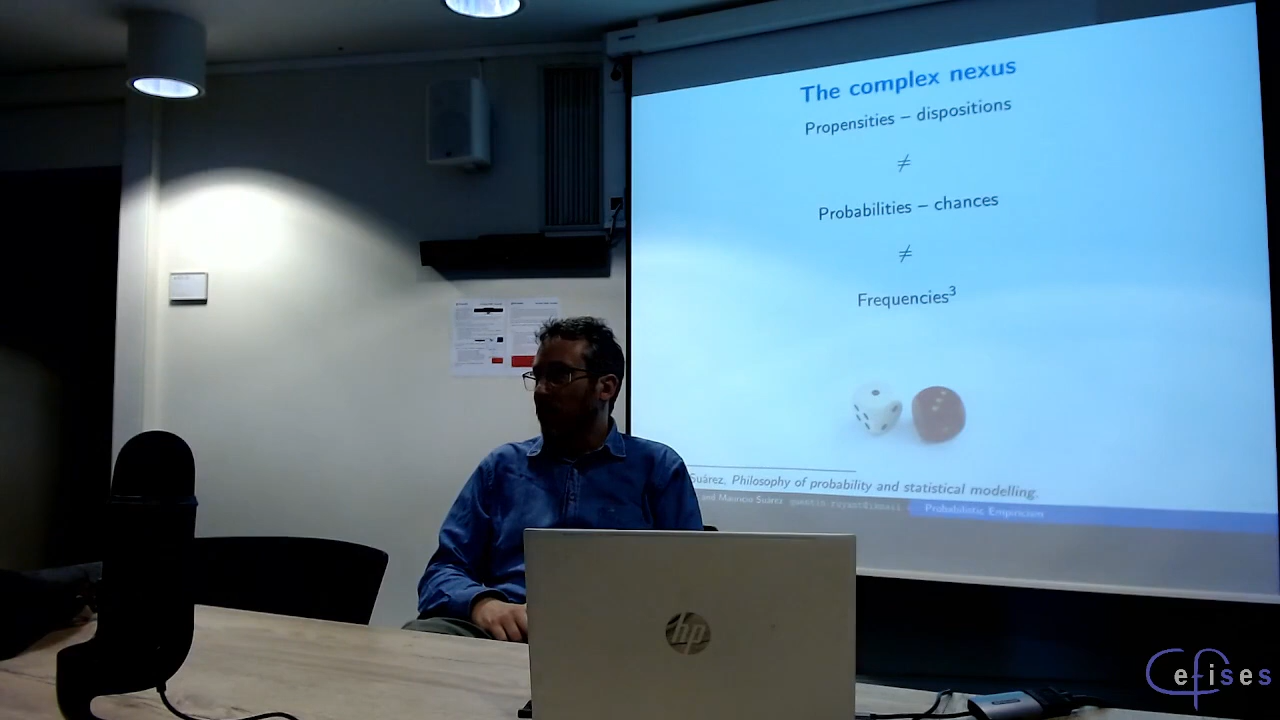 The complex nexus
Propensities – dispositions
≠
Probabilities – chances
≠
Frequencies³
Suárez, Philosophy of probability and statistical modelling.
and Mauricio Suárez
Probabilistic Empiricism
hp
Cefises